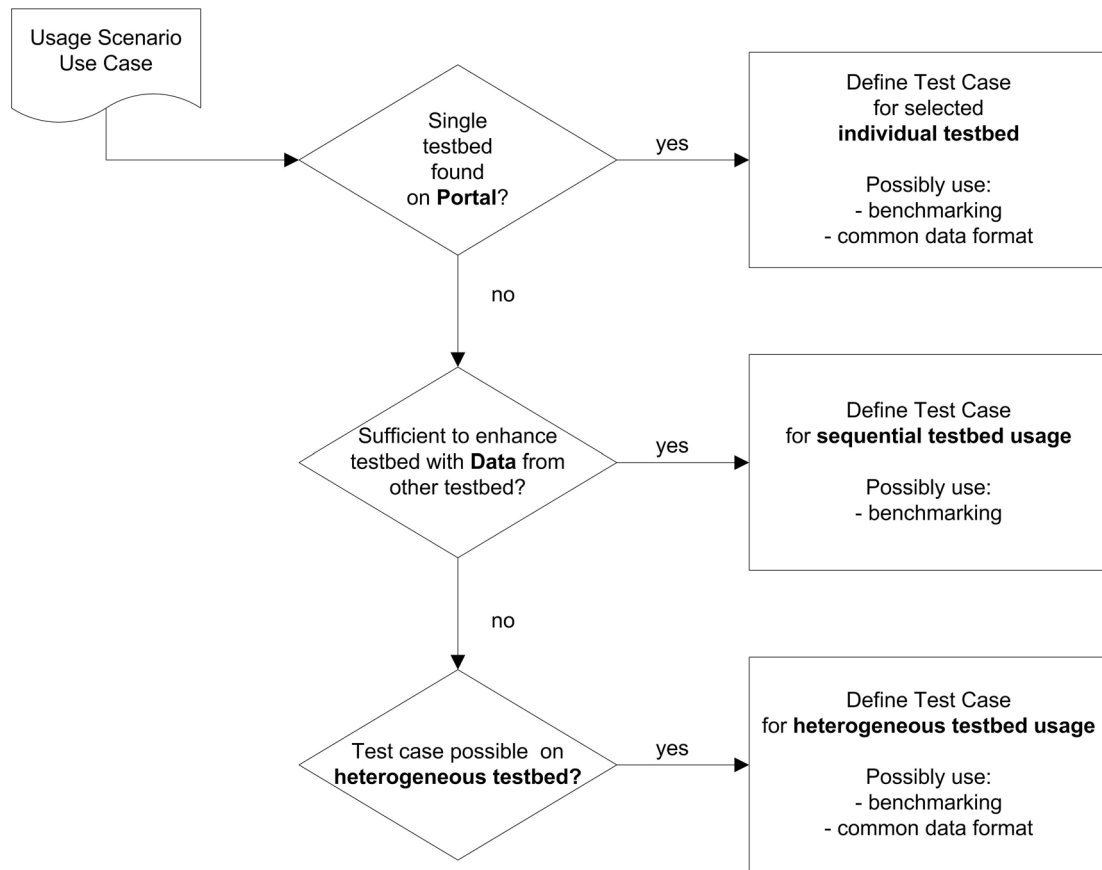 Usage Scenario
Use Case
Single
testbed
found
on Portal?
yes
Define Test Case
for selected
individual testbed
Possibly use:
- benchmarking
- common data format
no
Sufficient to enhance
testbed with Data from
other testbed?
yes
Define Test Case
for sequential testbed usage
Possibly use:
- benchmarking
no
Test case possible on
heterogeneous testbed?
yes
Define Test Case
for heterogeneous testbed usage
Possibly use:
- benchmarking
- common data format